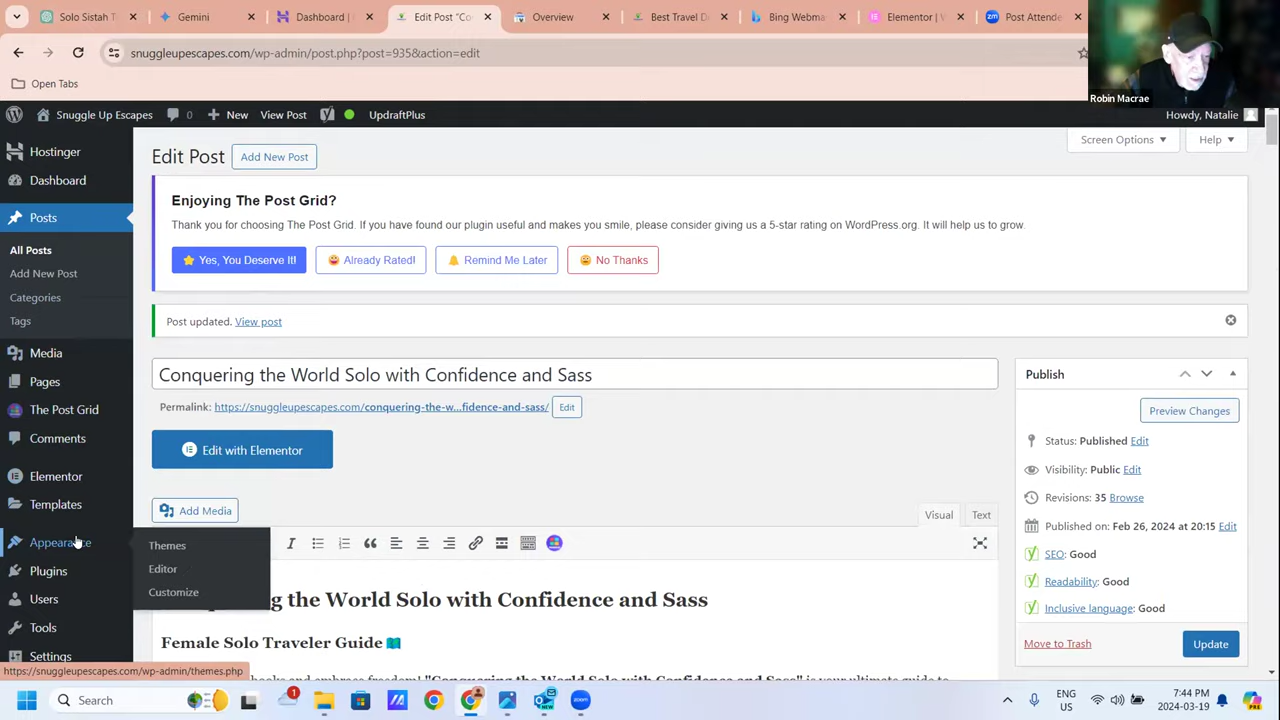 Solo Sistah T
Gemini
Dashboard |
Edit Post "Co
Overview
Best Travel D
Bing Webma
Elementor | 
Post Attende
snuggleupescapes.com/wp-admin/post.php?post=935&action=edit
Open Tabs
Robin Macrae
Snuggle Up Escapes
0
New
View Post
UpdraftPlus
Howdy, Natalie
Hostinger
Dashboard
Posts
All Posts
Add New Post
Categories
Tags
Media
Pages
The Post Grid
Comments
Elementor
Templates
Appearance
Plugins
Users
Tools
Settings
Themes
Editor
Customize
https://snuggleupescapes.com/wp-admin/themes.php
Edit Post
Add New Post
Screen Options
Help
Enjoying The Post Grid?
Thank you for choosing The Post Grid. If you have found our plugin useful and makes you smile, please consider giving us a 5-star rating on WordPress.org. It will help us to grow.
Yes, You Deserve It!
Already Rated!
Remind Me Later
No Thanks
Post updated. View post
Conquering the World Solo with Confidence and Sass
Permalink: https://snuggleupescapes.com/conquering-the-w...fidence-and-sass/
Edit
Edit with Elementor
Add Media
Visual
Text
g the World Solo with Confidence and Sass
Female Solo Traveler Guide
Publish
Preview Changes
Status: Published Edit
Visibility: Public Edit
Revisions: 35 Browse
Published on: Feb 26, 2024 at 20:15 Edit
SEO: Good
Readability: Good
Inclusive language: Good
Move to Trash
Update
Search
1
NEW
zoom
ENG
US
7:44 PM
2024-03-19
PRE